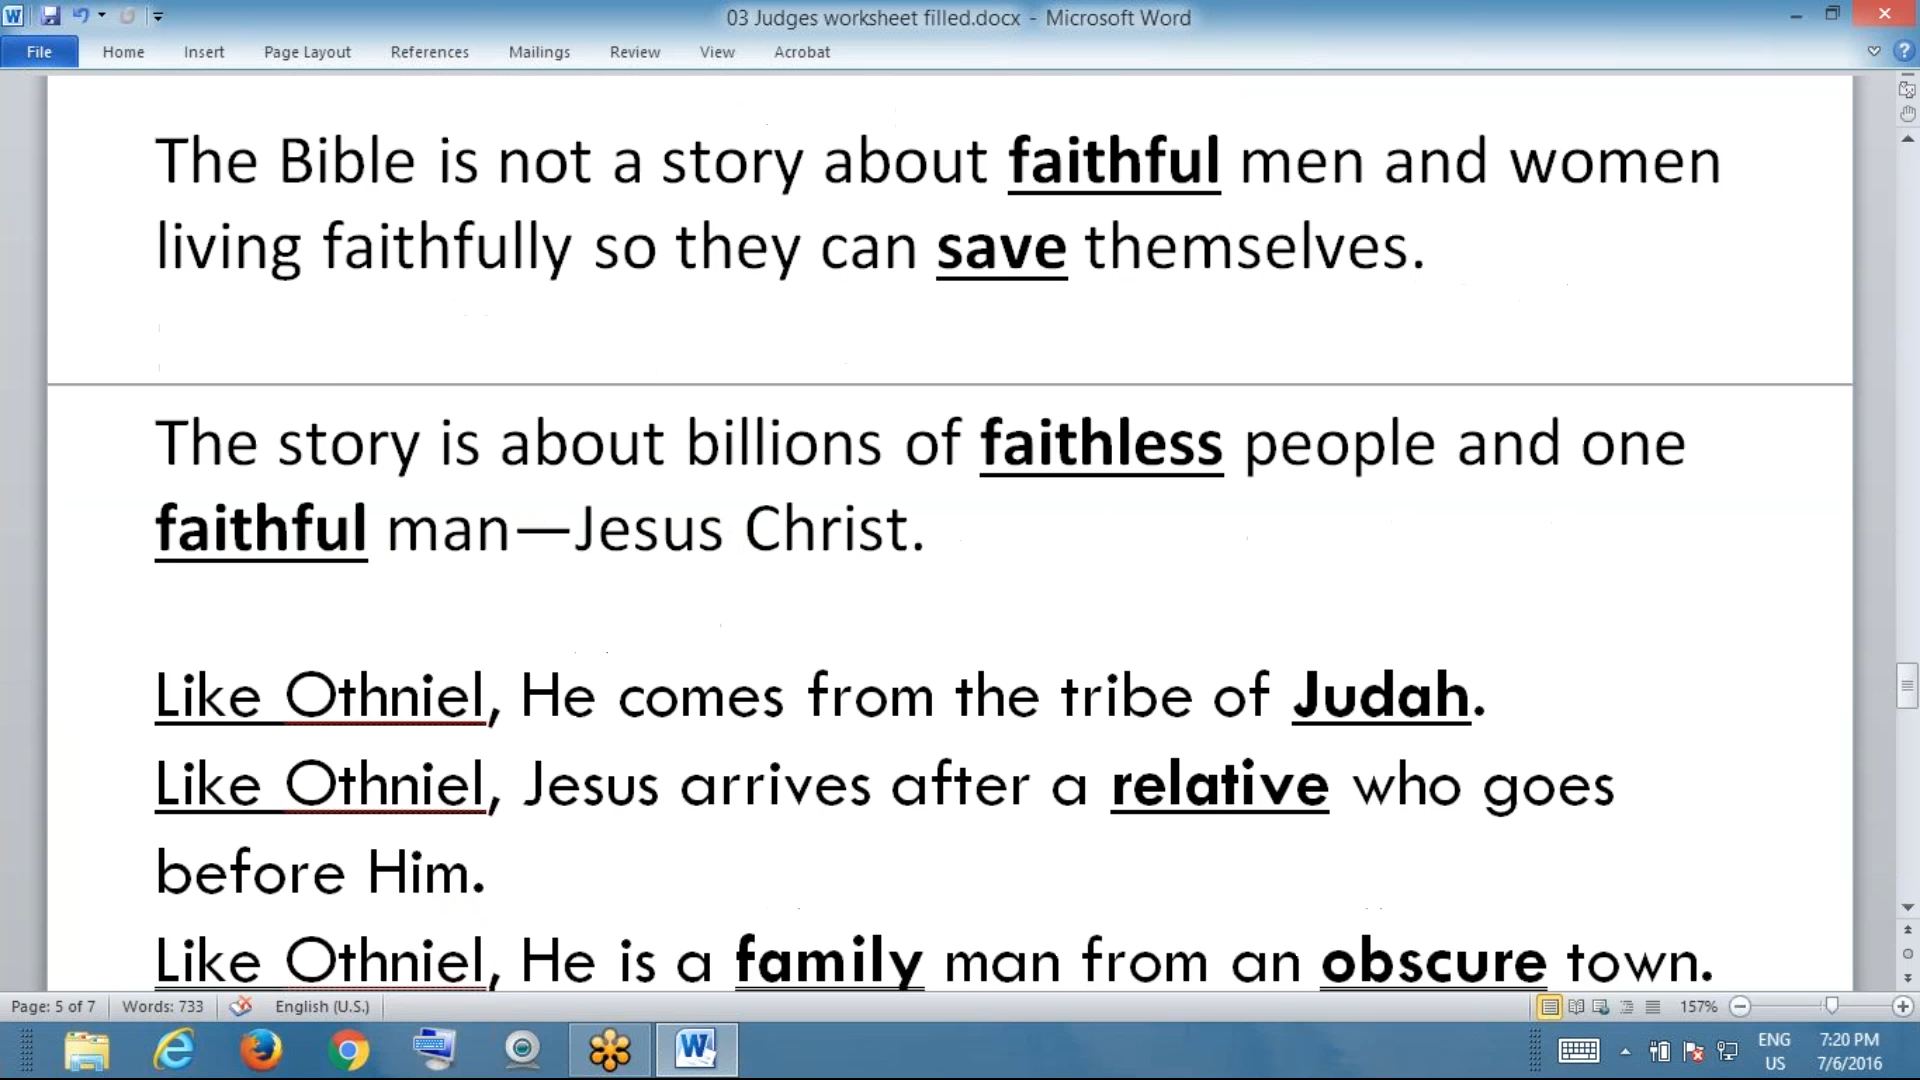 03 Judges worksheet filled.docx - Microsoft Word
File Home Insert Page Layout References Mailings Review View Acrobat
The Bible is not a story about faithful men and women
living faithfully so they can save themselves.
The story is about billions of faithless people and one
faithful man—Jesus Christ.
Like Othniel, He comes from the tribe of Judah.
Like Othniel, Jesus arrives after a relative who goes
before Him.
Like Othniel, He is a family man from an obscure town.
Page: 5 of 7 Words: 733 English (U.S.) 157%
ENG 7:20 PM
US 7/6/2016